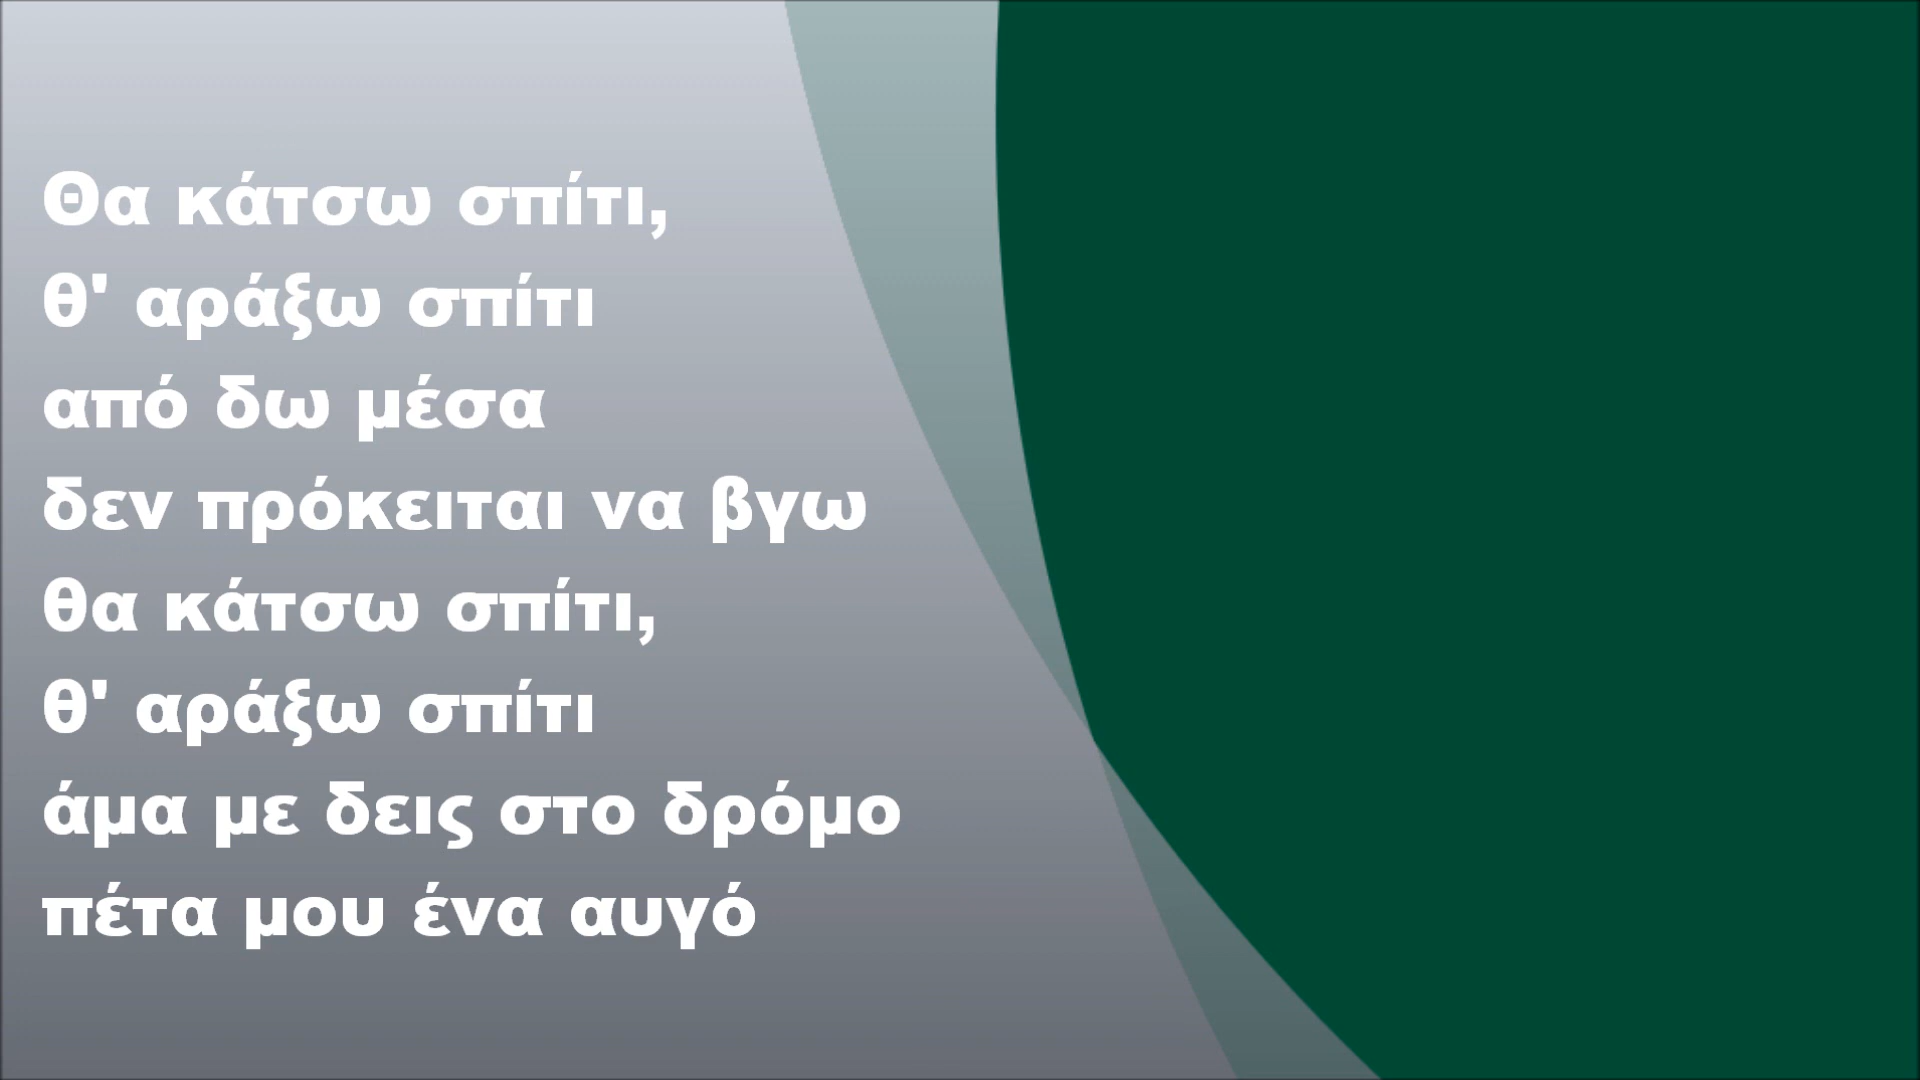 Θα κάτσω σπίτι,
θ' αράξω σπίτι
από δω μέσα
δεν πρόκειται να βγω
θα κάτσω σπίτι,
θ' αράξω σπίτι
άμα με δεις στο δρόμο
πέτα μου ένα αυγό